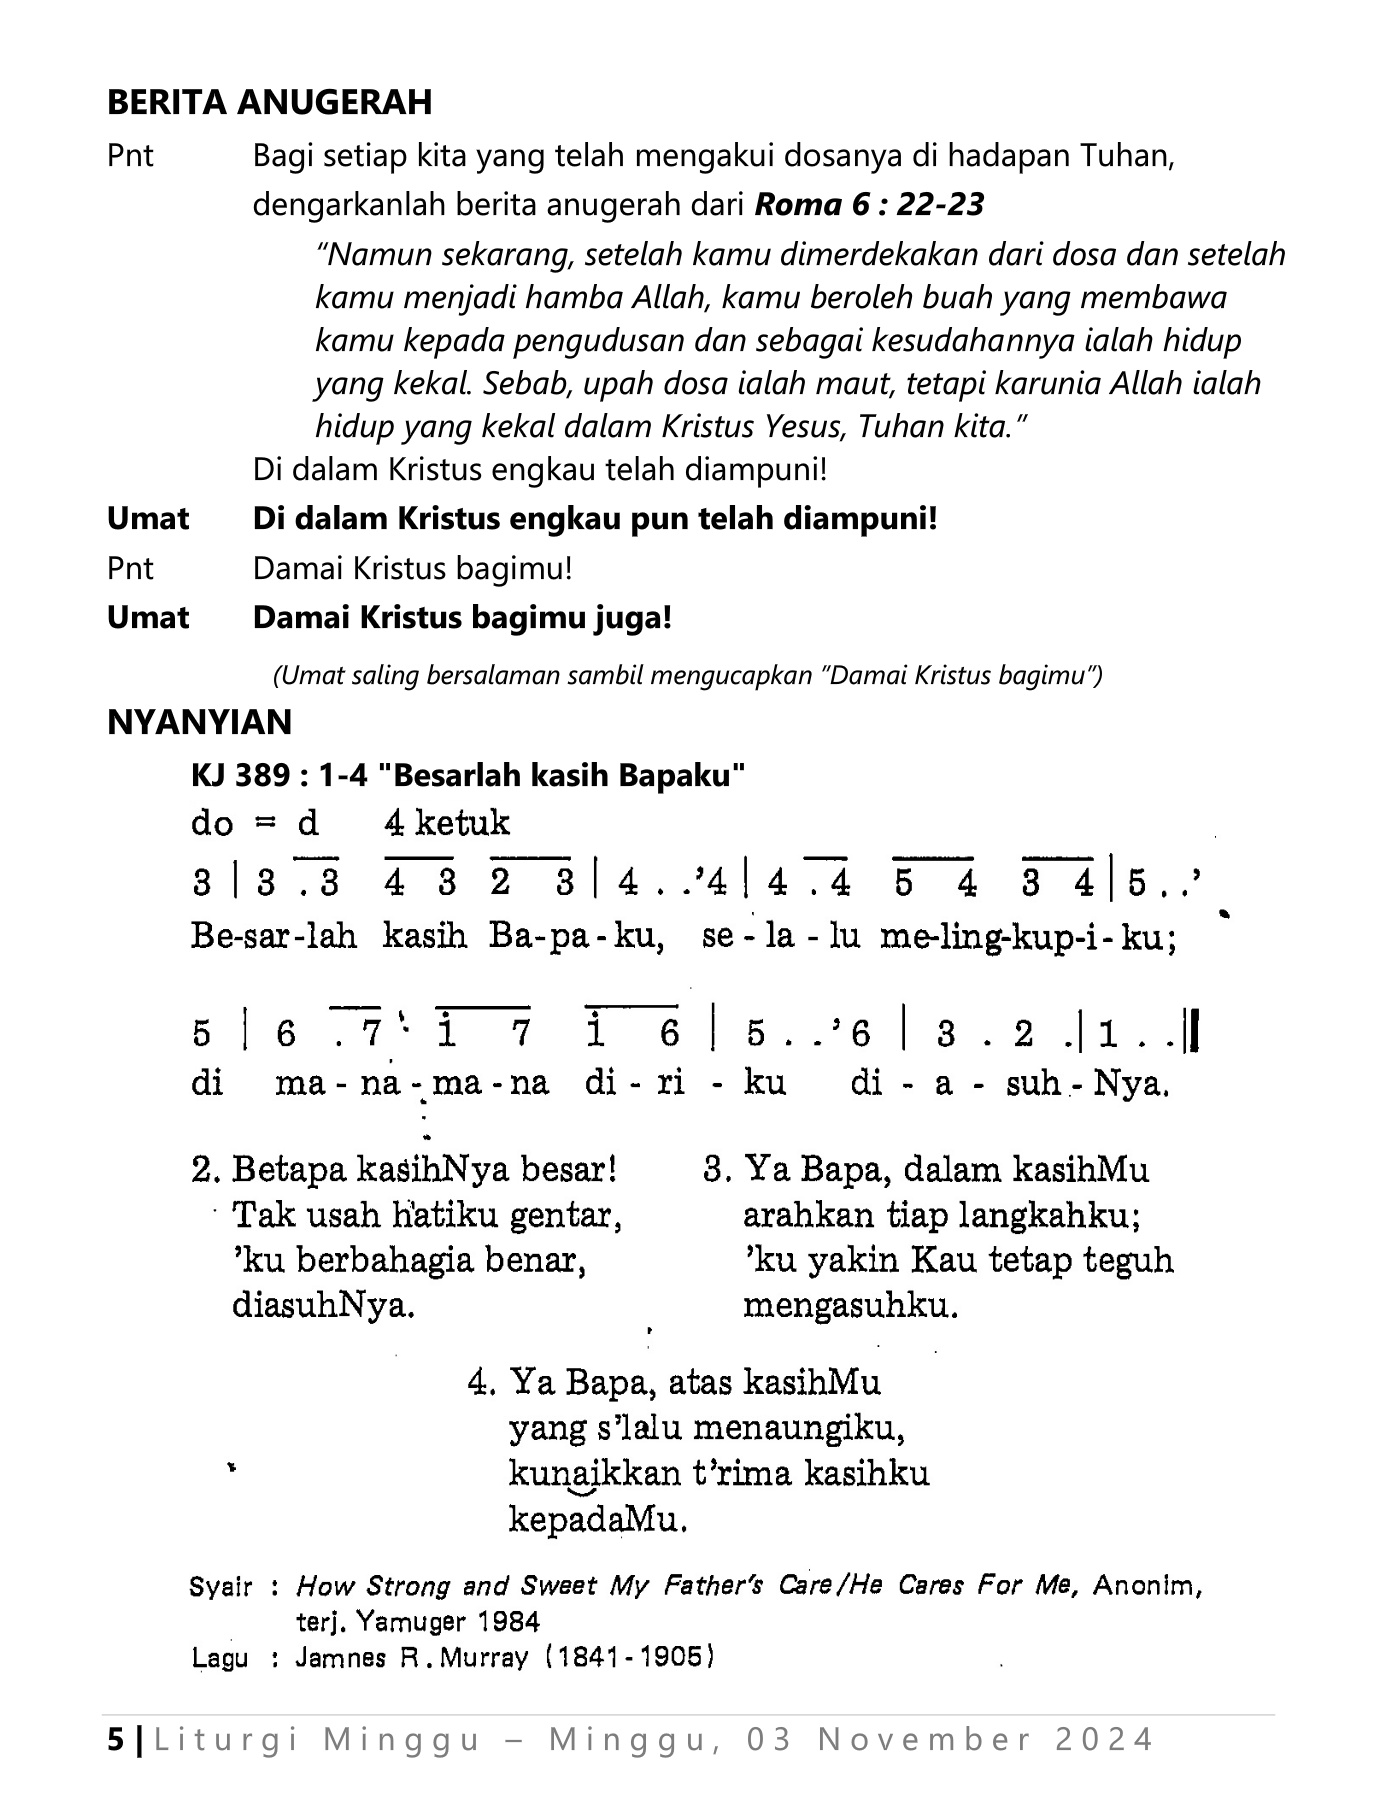 BERITA ANUGERAH
Pnt Bagi setiap kita yang telah mengakui dosanya di hadapan Tuhan,
dengarkanlah berita anugerah dari Roma 6 : 22-23
“Namun sekarang, setelah kamu dimerdekakan dari dosa dan setelah
kamu menjadi hamba Allah, kamu beroleh buah yang membawa
kamu kepada pengudusan dan sebagai kesudahannya ialah hidup
yang kekal. Sebab, upah dosa ialah maut, tetapi karunia Allah ialah
hidup yang kekal dalam Kristus Yesus, Tuhan kita.”
Di dalam Kristus engkau telah diampuni!
Umat Di dalam Kristus engkau pun telah diampuni!
Pnt Damai Kristus bagimu!
Umat Damai Kristus bagimu juga!
(Umat saling bersalaman sambil mengucapkan ”Damai Kristus bagimu”)
NYANYIAN
KJ 389 : 1-4 "Besarlah kasih Bapaku"
do = d 4 ketuk
3 | 3 .3 4 3 2 3 | 4 . .’4 | 4 .4 5 4 3 4 | 5 . .’
Be-sar-lah kasih Ba-pa-ku, se-la-lu me-ling-kup-i-ku;
5 | 6 .7 i 7 i 6 | 5 . .’6 | 3 . 2 . | 1 . . ||
di ma-na-ma-na di-ri-ku di-a-suh-Nya.
2. Betapa kasihNya besar!
Tak usah hatiku gentar,
’ku berbahagia benar,
diasuhNya.
3. Ya Bapa, dalam kasihMu
arahkan tiap langkahku;
’ku yakin Kau tetap teguh
mengasuhku.
4. Ya Bapa, atas kasihMu
yang s’lalu menaungiku,
kunaikkan t’rima kasihku
kepadaMu.
Syair : How Strong and Sweet My Father's Care/He Cares For Me, Anonim,
terj. Yamuger 1984
Lagu : Jamnes R. Murray (1841-1905)
5 | Liturgi Minggu – Minggu, 03 November 2024